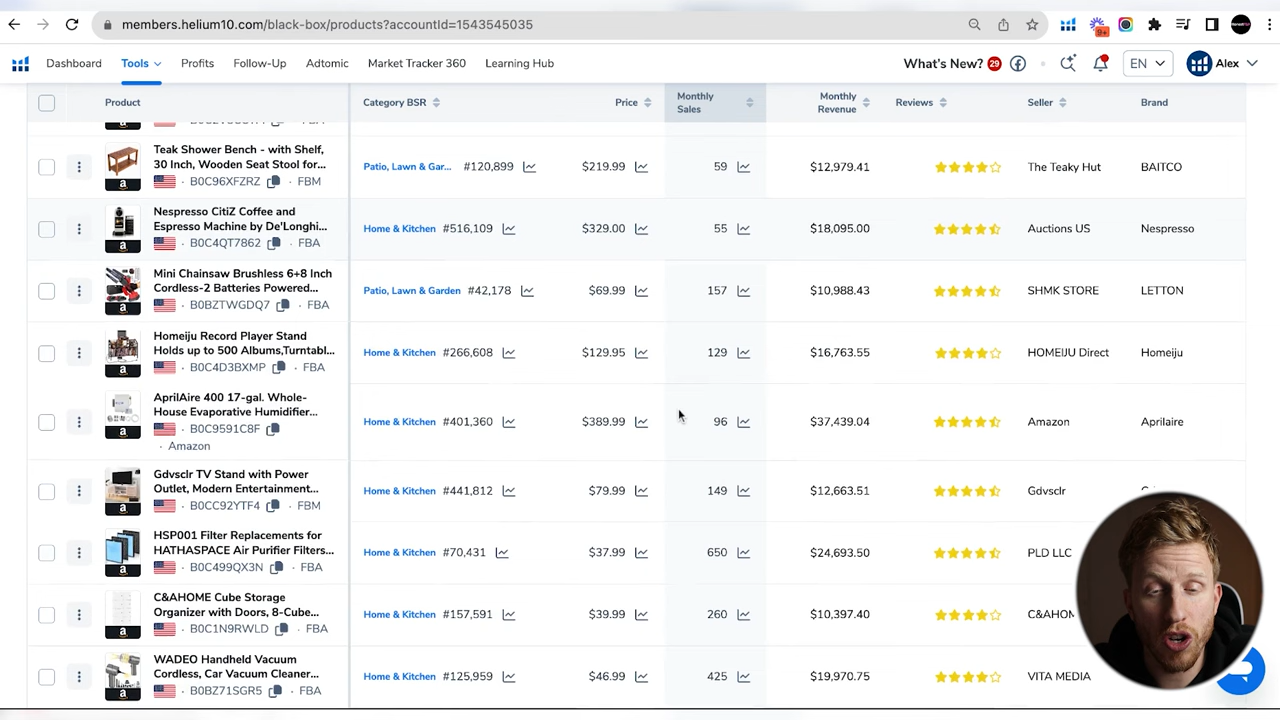 members.helium10.com/black-box/products?accountId=1543545035
9+
Dashboard Tools Profits Follow-Up Adtomic Market Tracker 360 Learning Hub What's New? 29 EN Alex
Product Category BSR Price Monthly Sales Monthly Revenue Reviews Seller Brand
Teak Shower Bench - with Shelf,
30 Inch, Wooden Seat Stool for...
B0C96XFZRZ · FBM
Patio, Lawn & Gar... #120,899 $219.99 59 $12,979.41 The Teaky Hut BAITCO
Nespresso CitiZ Coffee and
Espresso Machine by De'Longhi...
B0C4QT7862 · FBA
Home & Kitchen #516,109 $329.00 55 $18,095.00 Auctions US Nespresso
Mini Chainsaw Brushless 6+8 Inch
Cordless-2 Batteries Powered...
B0BZTWGDQ7 · FBA
Patio, Lawn & Garden #42,178 $69.99 157 $10,988.43 SHMK STORE LETTON
Homeiju Record Player Stand
Holds up to 500 Albums,Turntabl...
B0C4D3BXMP · FBA
Home & Kitchen #266,608 $129.95 129 $16,763.55 HOMEIJU Direct Homeiju
AprilAire 400 17-gal. Whole-
House Evaporative Humidifier...
B0C9591C8F
· Amazon
Home & Kitchen #401,360 $389.99 96 $37,439.04 Amazon Aprilaire
Gdvsclr TV Stand with Power
Outlet, Modern Entertainment...
B0CC92YTF4 · FBM
Home & Kitchen #441,812 $79.99 149 $12,663.51 Gdvsclr
HSP001 Filter Replacements for
HATHASPACE Air Purifier Filters...
B0C499QX3N · FBA
Home & Kitchen #70,431 $37.99 650 $24,693.50 PLD LLC
C&AHOME Cube Storage
Organizer with Doors, 8-Cube...
B0C1N9RWLD · FBA
Home & Kitchen #157,591 $39.99 260 $10,397.40 C&AHOM
WADEO Handheld Vacuum
Cordless, Car Vacuum Cleaner...
B0BZ71SGR5 · FBA
Home & Kitchen #125,959 $46.99 425 $19,970.75 VITA MEDIA